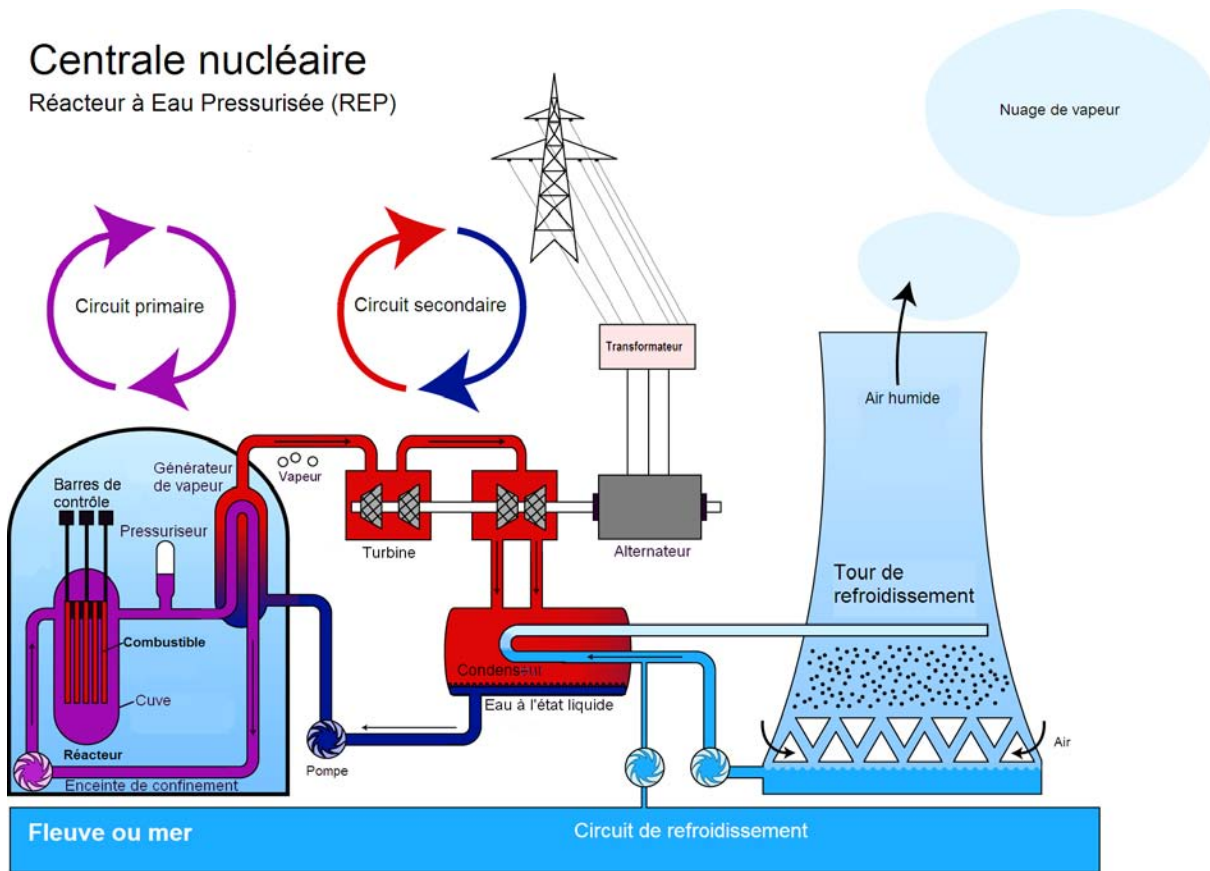 Centrale nucléaire
Réacteur à Eau Pressurisée (REP)
Nuage de vapeur
Circuit primaire
Circuit secondaire
Transformateur
Air humide
Générateur
de vapeur
Vapeur
Barres de
contrôle
Pressuriseur
Turbine
Alternateur
Tour de
refroidissement
Combustible
Condensant
Cuve
Eau à l'état liquide
Réacteur
Pompe
Air
Enceinte de confinement
Fleuve ou mer
Circuit de refroidissement